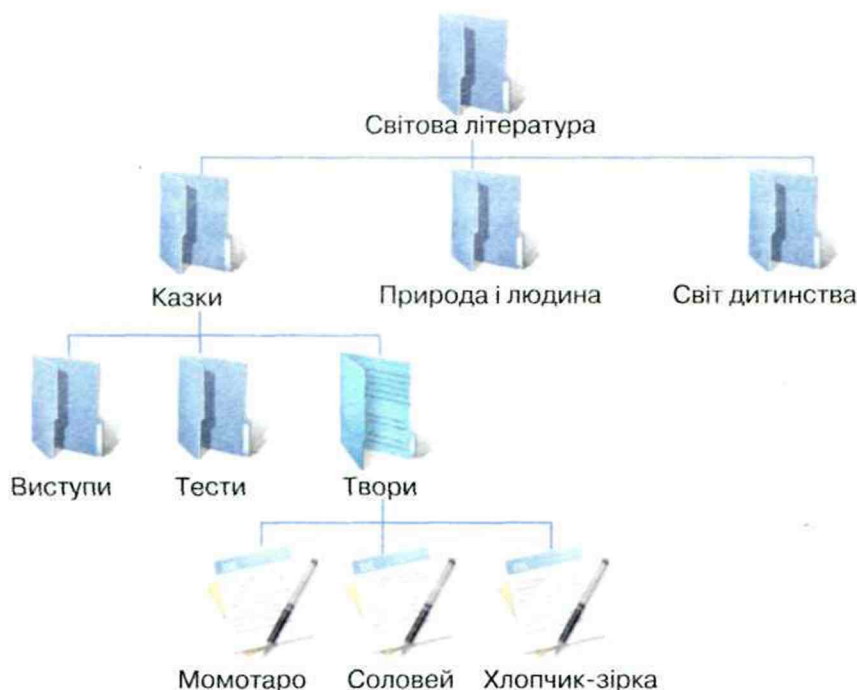 Світова література
Казки Природа і людина Світ дитинства
Виступи Тести Твори
Момотаро Соловей Хлопчик-зірка